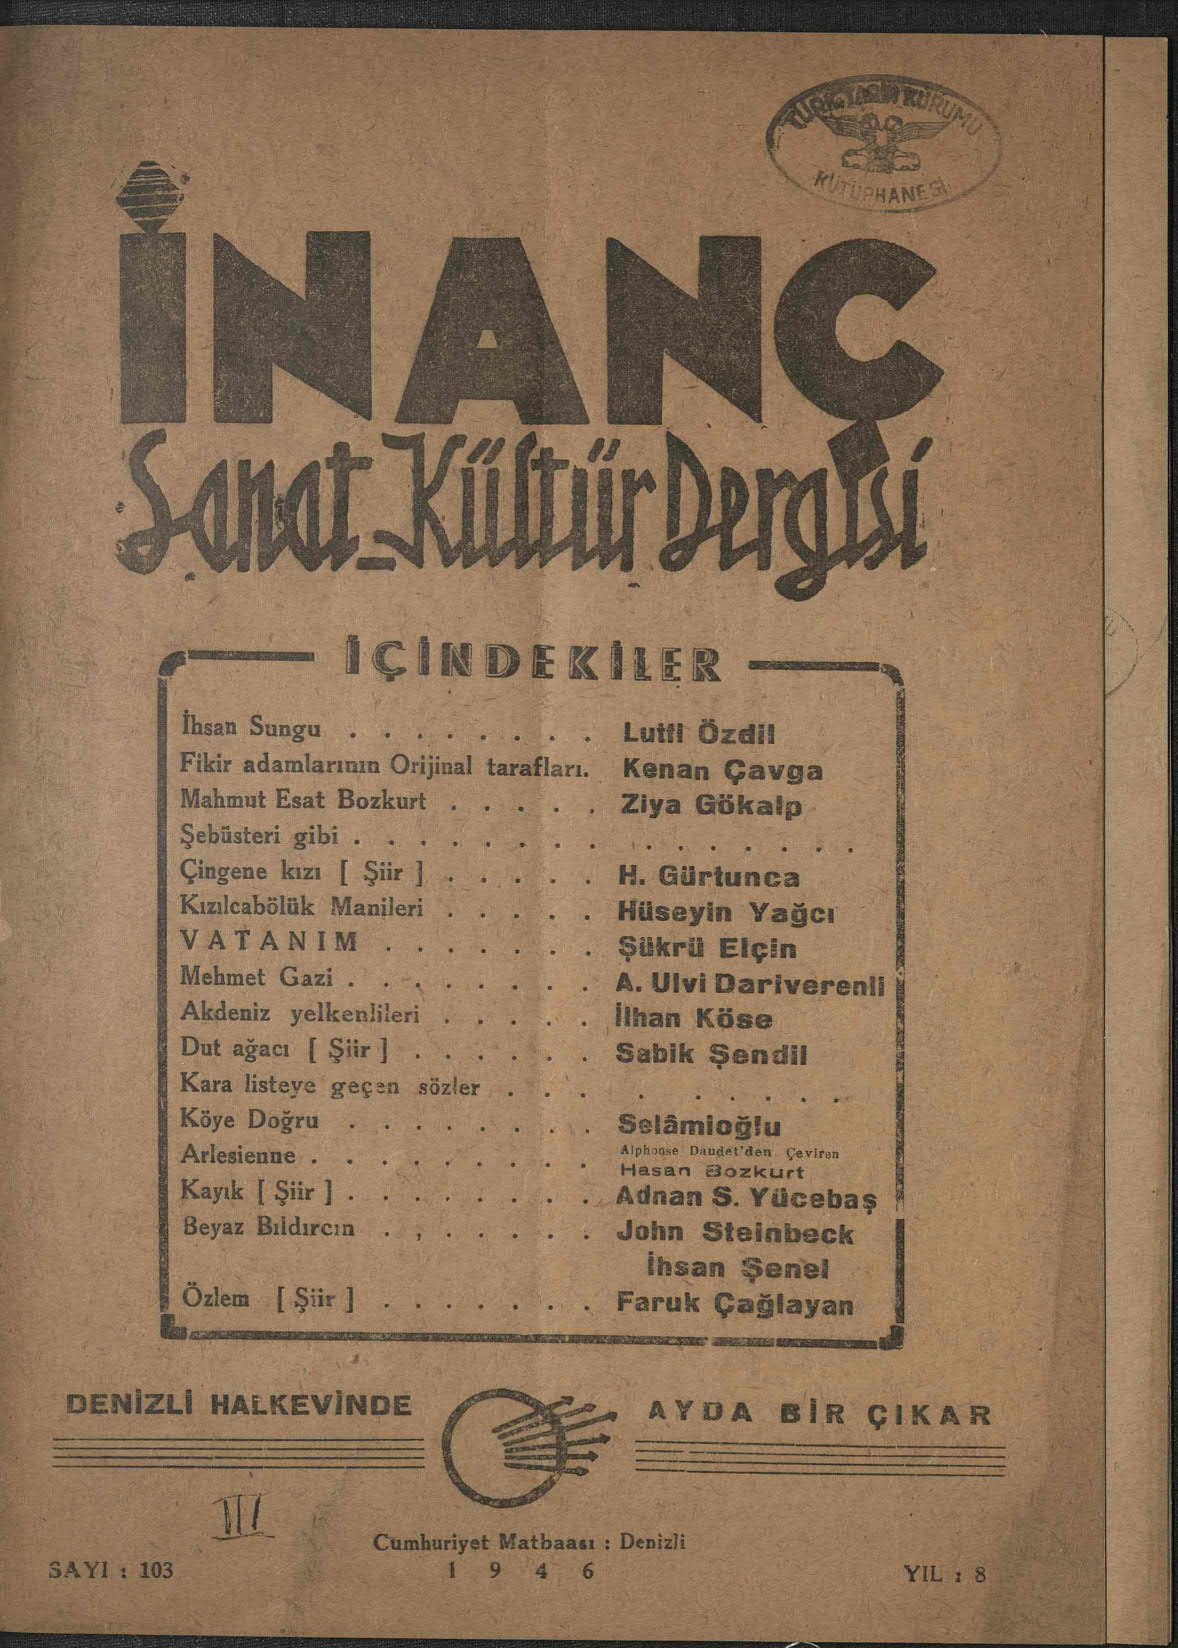 TÜRK TARİH KURUMU
KÜTÜPHANESİ
İNANÇ
Sanat-Kültür Dergisi
İÇİNDEKİLER
İhsan Sungu . . . . . . . . Lutfi Özdil
Fikir adamlarının Orijinal tarafları. Kenan Çavga
Mahmut Esat Bozkurt . . . . . Ziya Gökalp
Şebüsteri gibi . . . . . . . . . . . . . . .
Çingene kızı [ Şiir ] . . . . . H. Gürtunca
Kızılcabölük Manileri . . . . . Hüseyin Yağcı
VATANIM . . . . . . . Şükrü Elçin
Mehmet Gazi . . . . . . . . A. Ulvi Dariverenli
Akdeniz yelkenlileri . . . . . İlhan Köse
Dut ağacı [ Şiir ] . . . . . . Sabik Şendil
Kara listeye geçen sözler . . . . . . . . . .
Köye Doğru . . . . . . . . Selâmioğlu
Arlesienne . . . . . . . . . Alphonse Daudet'den Çeviren
Hasan Bozkurt
Kayık [ Şiir ] . . . . . . . . Adnan S. Yücebaş
Beyaz Bıldırcın . , . . . . . John Steinbeck
İhsan Şenel
Özlem [ Şiir ] . . . . . . . Faruk Çağlayan
DENİZLİ HALKEVİNDE AYDA BİR ÇIKAR
III
Cumhuriyet Matbaası : Denizli
SAYI : 103 1 9 4 6 YIL : 8